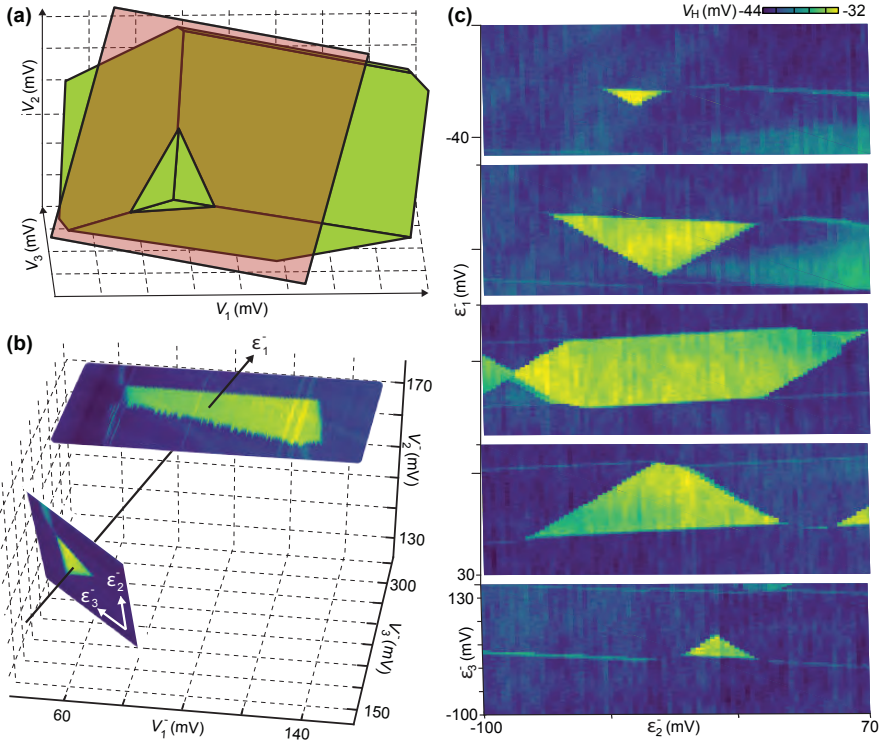 (a)
V₂ (mV)
V₃ (mV)
V₁ (mV)
(b)
ε₁⁻
170
V₂⁻ (mV)
130
300
V₃⁻ (mV)
150
ε₂⁻
ε₃⁻
60
V₁⁻ (mV)
140
(c)
V_H (mV) -44 -32
-40
ε₁⁻ (mV)
30
130
ε₃⁻ (mV)
-100
-100 ε₂⁻ (mV) 70